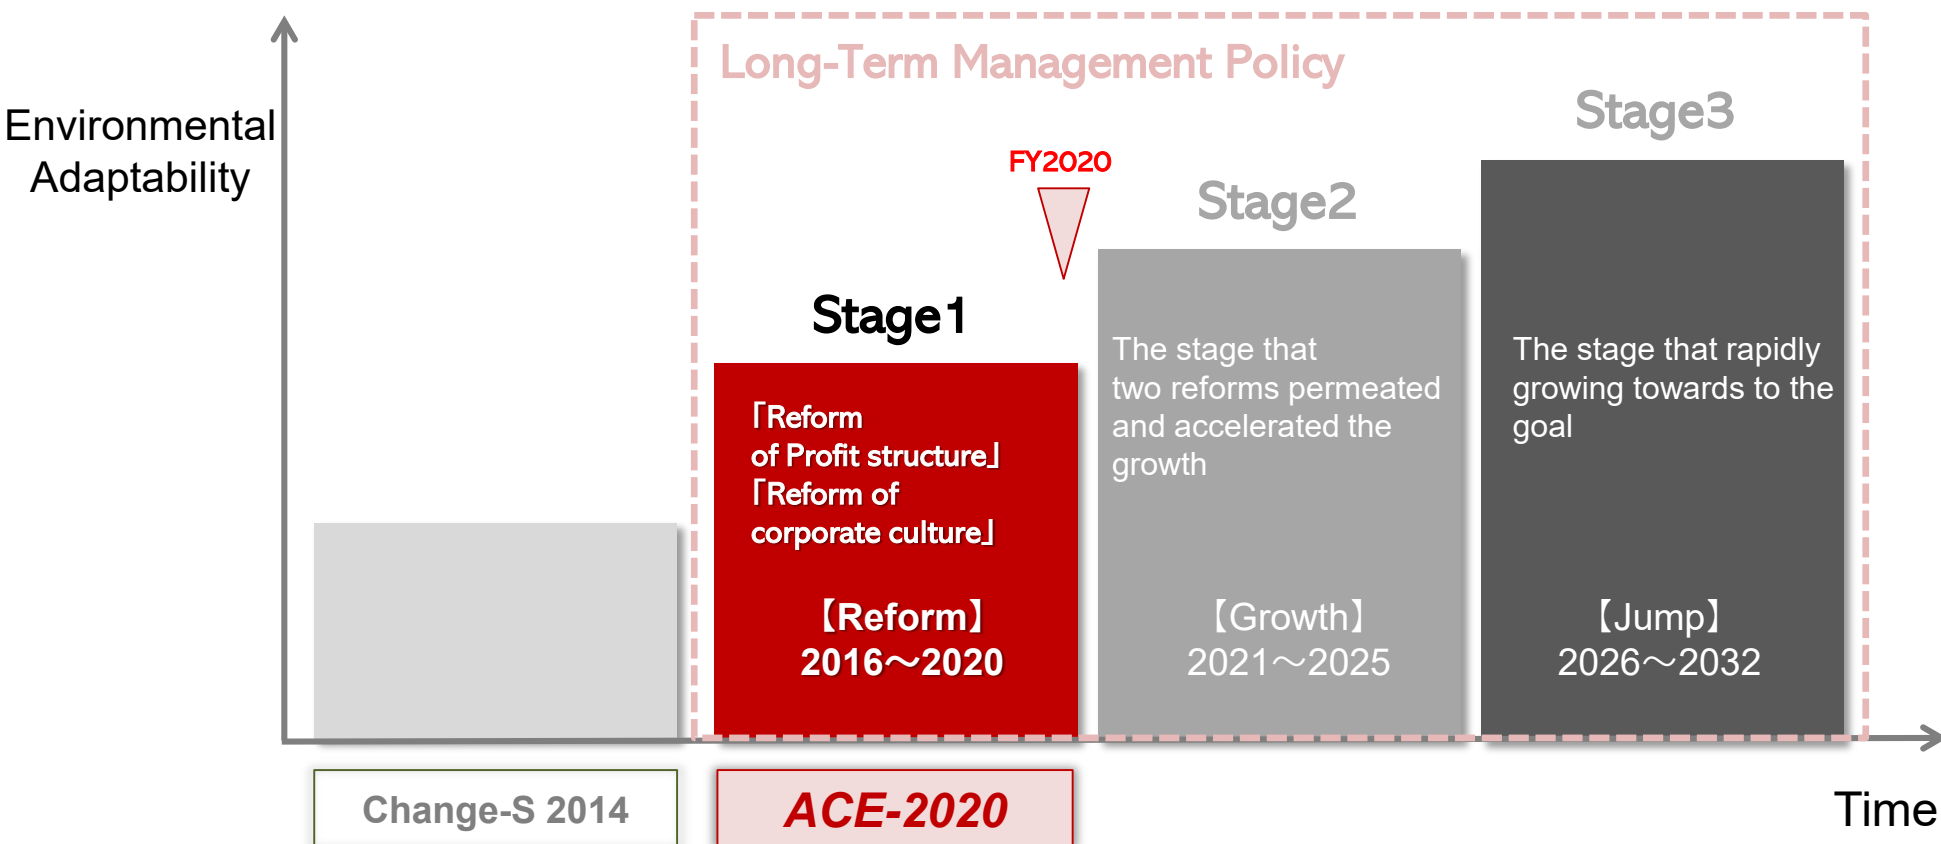 Long-Term Management Policy
Environmental
Adaptability
FY2020
Stage1
Stage2
Stage3
「Reform
of Profit structure」
「Reform of
corporate culture」
【Reform】
2016～2020
The stage that
two reforms permeated
and accelerated the
growth
【Growth】
2021～2025
The stage that rapidly
growing towards to the
goal
【Jump】
2026～2032
Change-S 2014
ACE-2020
Time